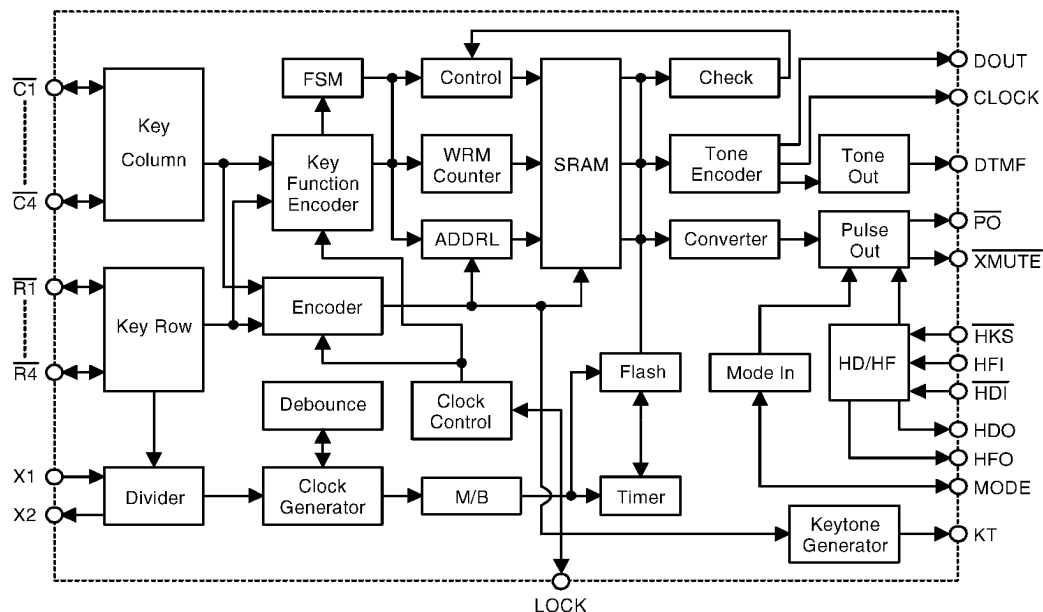 C1
C4
R1
R4
X1
X2
Key
Column
Key Row
Divider
FSM
Key
Function
Encoder
Encoder
Debounce
Clock
Generator
Control
WRM
Counter
ADDRL
Clock
Control
M/B
SRAM
Flash
Timer
Check
Tone
Encoder
Converter
Mode In
Tone
Out
Pulse
Out
HD/HF
Keytone
Generator
DOUT
CLOCK
DTMF
PO
XMUTE
HKS
HFI
HDI
HDO
HFO
MODE
KT
LOCK